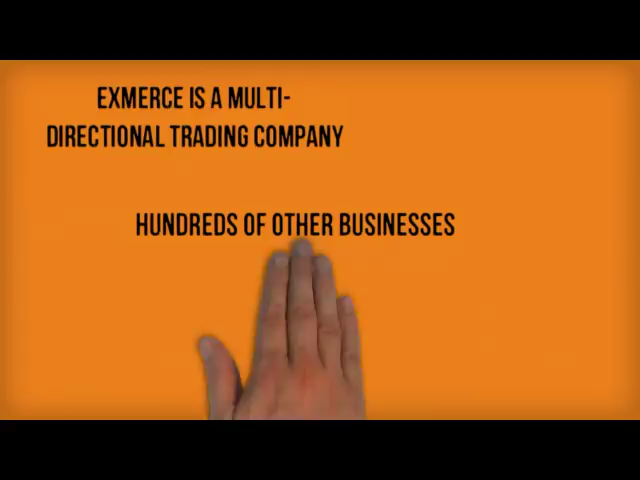 EXMERCE IS A MULTI-
DIRECTIONAL TRADING COMPANY
HUNDREDS OF OTHER BUSINESSES